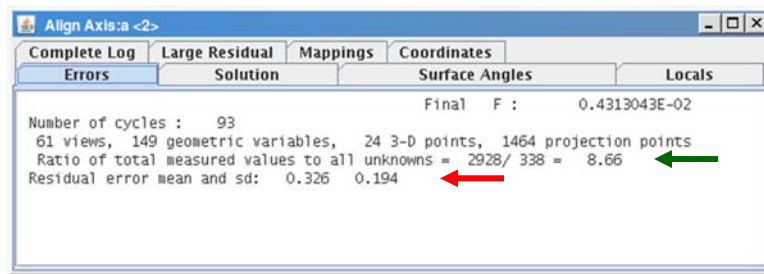 Align Axis:a <2>
Complete Log Large Residual Mappings Coordinates
Errors Solution Surface Angles Locals
Final F : 0.4313043E-02
Number of cycles : 93
61 views, 149 geometric variables, 24 3-D points, 1464 projection points
Ratio of total measured values to all unknowns = 2928/ 338 = 8.66
Residual error mean and sd: 0.326 0.194